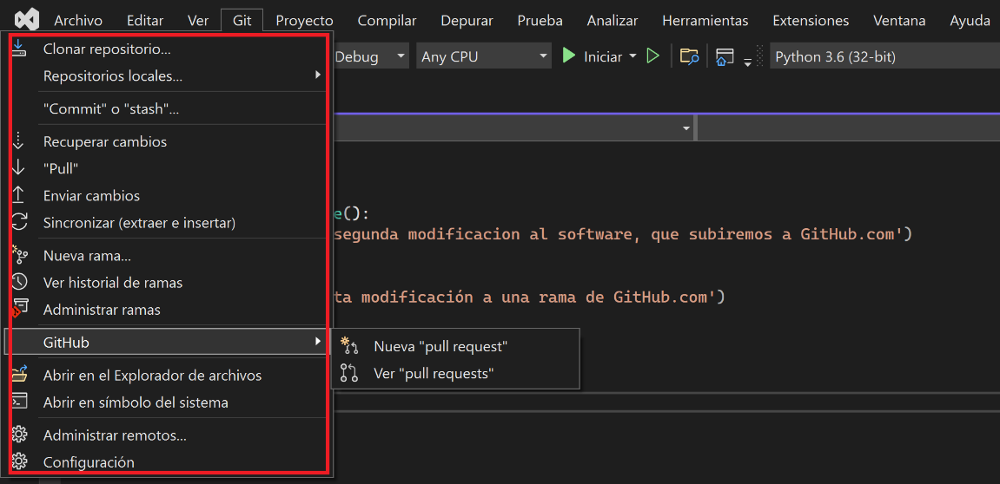 Archivo Editar Ver Git Proyecto Compilar Depurar Prueba Analizar Herramientas Extensiones Ventana Ayuda
Debug Any CPU Iniciar Python 3.6 (32-bit)
Clonar repositorio...
Repositorios locales...
"Commit" o "stash"...
Recuperar cambios
"Pull"
Enviar cambios
Sincronizar (extraer e insertar)
Nueva rama...
Ver historial de ramas
Administrar ramas
GitHub
Abrir en el Explorador de archivos
Abrir en símbolo del sistema
Administrar remotos...
Configuración
Nueva "pull request"
Ver "pull requests"
e():
segunda modificacion al software, que subiremos a GitHub.com')
ta modificación a una rama de GitHub.com')